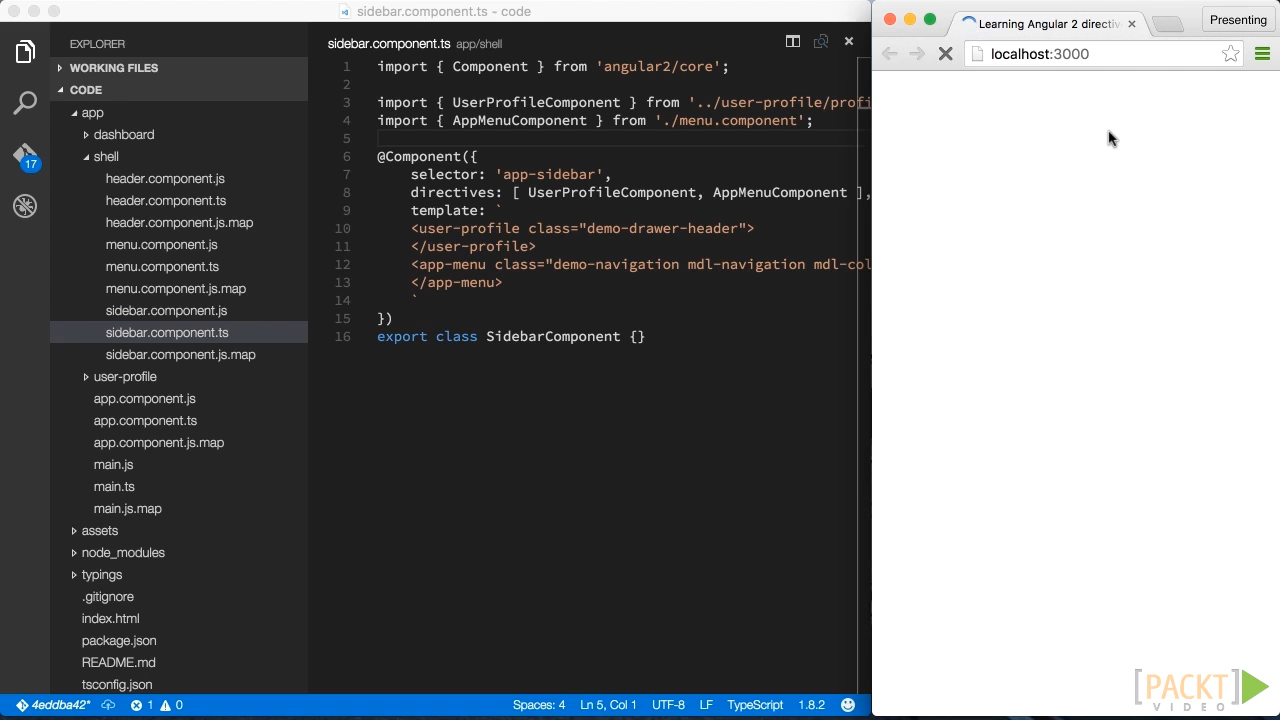 sidebar.component.ts - code
EXPLORER
WORKING FILES
CODE
app
dashboard
shell
header.component.js
header.component.ts
header.component.js.map
menu.component.js
menu.component.ts
menu.component.js.map
sidebar.component.js
sidebar.component.ts
sidebar.component.js.map
user-profile
app.component.js
app.component.ts
app.component.js.map
main.js
main.ts
main.js.map
assets
node_modules
typings
.gitignore
index.html
package.json
README.md
tsconfig.json
17
sidebar.component.ts app/shell
1 import { Component } from 'angular2/core';
2
3 import { UserProfileComponent } from '../user-profile/profi
4 import { AppMenuComponent } from './menu.component';
5
6 @Component({
7 selector: 'app-sidebar',
8 directives: [ UserProfileComponent, AppMenuComponent ],
9 template: `
10 <user-profile class="demo-drawer-header">
11 </user-profile>
12 <app-menu class="demo-navigation mdl-navigation mdl-col
13 </app-menu>
14 `
15 })
16 export class SidebarComponent {}
4eddba42* 1 0 Spaces: 4 Ln 5, Col 1 UTF-8 LF TypeScript 1.8.2
Learning Angular 2 directiv
Presenting
localhost:3000
[PACKT]
VIDEO